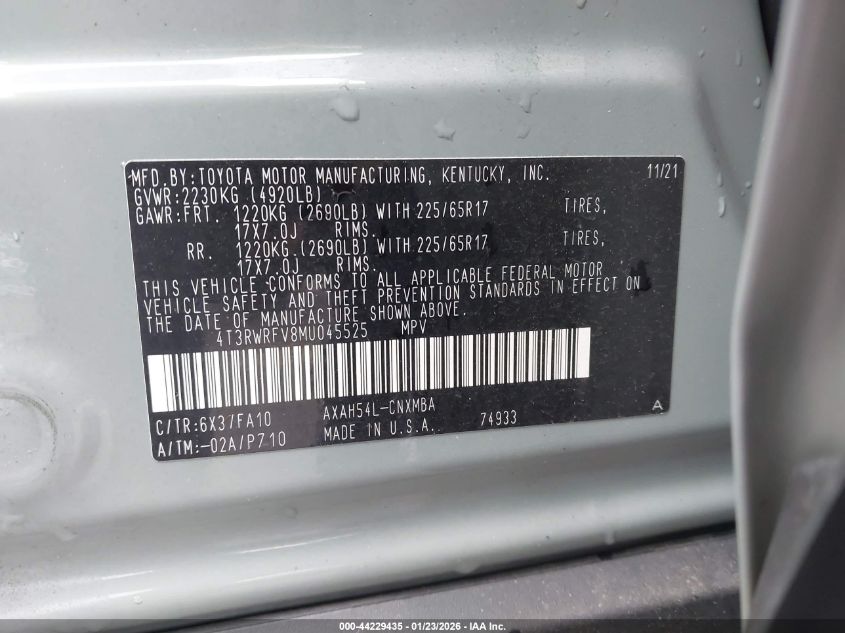 MFD.BY:TOYOTA MOTOR MANUFACTURING, KENTUCKY, INC. 11/21
GVWR:2230KG (4920LB)
GAWR:FRT. 1220KG (2690LB) WITH 225/65R17 TIRES,
17X7.0J RIMS.
RR. 1220KG (2690LB) WITH 225/65R17 TIRES,
17X7.0J RIMS.
THIS VEHICLE CONFORMS TO ALL APPLICABLE FEDERAL MOTOR
VEHICLE SAFETY AND THEFT PREVENTION STANDARDS IN EFFECT ON
THE DATE OF MANUFACTURE SHOWN ABOVE.
4T3RWRFV8MU045525 MPV
C/TR:6X3/FA10 AXAH54L-CNXMBA A
A/TM:-02A/P710 MADE IN U.S.A. 74933
000-44229435 - 01/23/2026 - IAA Inc.